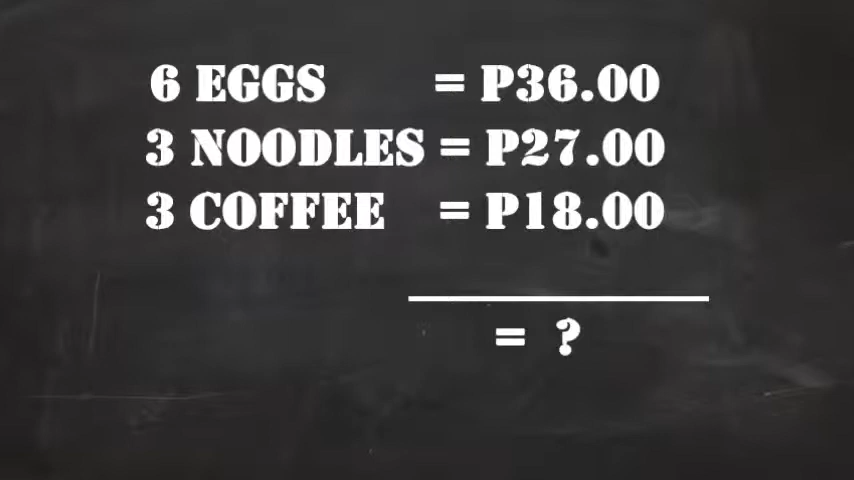 6 EGGS = P36.00
3 NOODLES = P27.00
3 COFFEE = P18.00
= ?